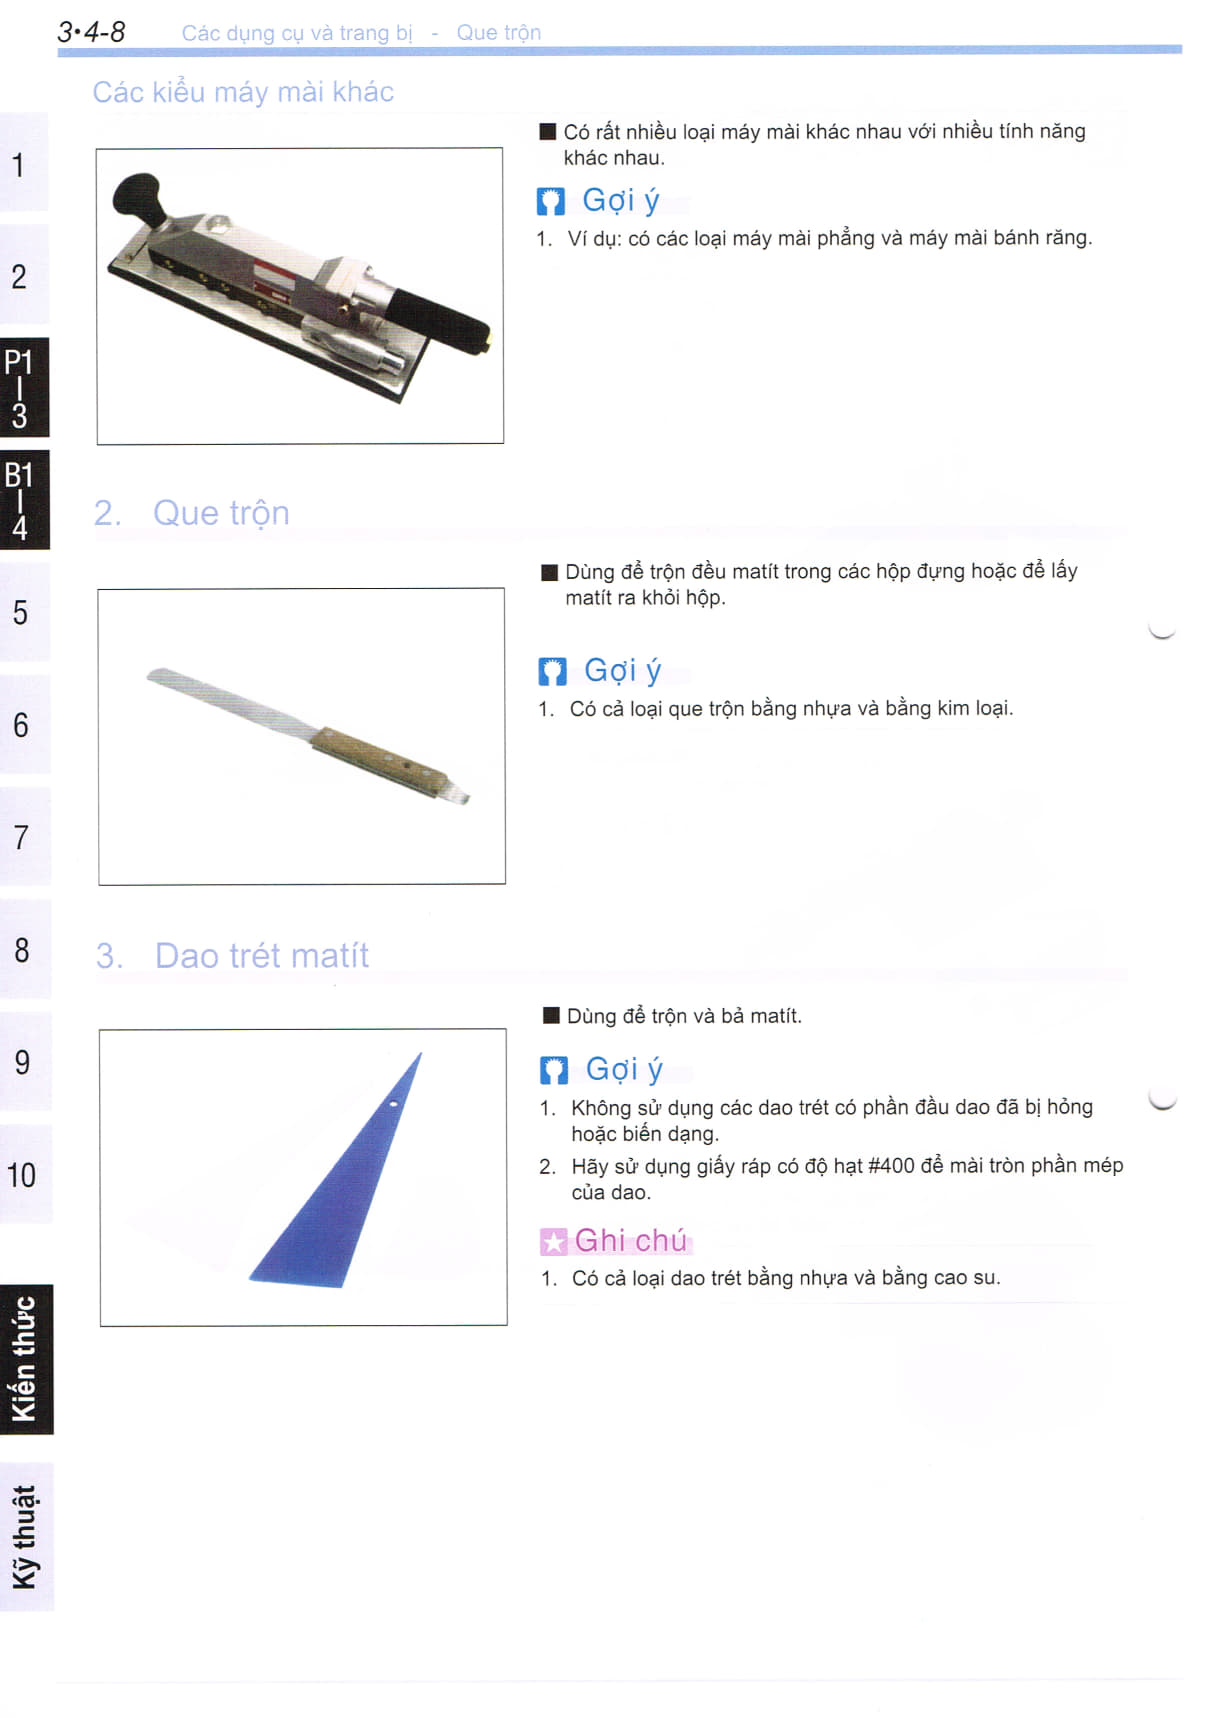 3•4-8 Các dụng cụ và trang bị - Que trộn
Các kiểu máy mài khác
■ Có rất nhiều loại máy mài khác nhau với nhiều tính năng
khác nhau.
Gợi ý
1. Ví dụ: có các loại máy mài phẳng và máy mài bánh răng.
2. Que trộn
■ Dùng để trộn đều matít trong các hộp đựng hoặc để lấy
matít ra khỏi hộp.
Gợi ý
1. Có cả loại que trộn bằng nhựa và bằng kim loại.
3. Dao trét matít
■ Dùng để trộn và bả matít.
Gợi ý
1. Không sử dụng các dao trét có phần đầu dao đã bị hỏng
hoặc biến dạng.
2. Hãy sử dụng giấy ráp có độ hạt #400 để mài tròn phần mép
của dao.
Ghi chú
1. Có cả loại dao trét bằng nhựa và bằng cao su.
1
2
P1
|
3
B1
|
4
5
6
7
8
9
10
Kiến thức
Kỹ thuật